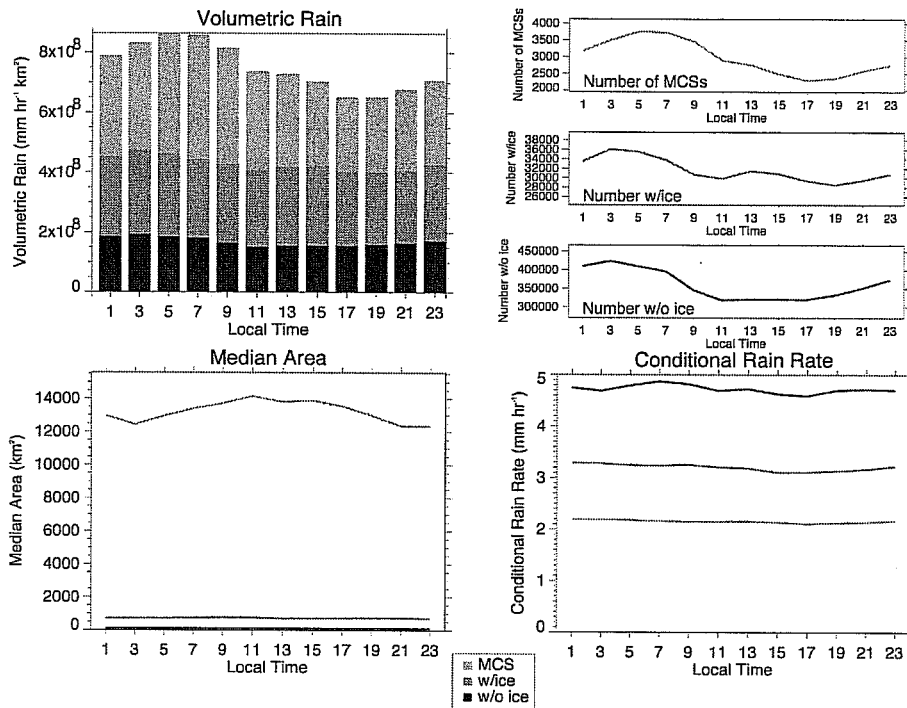 Volumetric Rain
Volumetric Rain (mm hr⁻¹ km²)
8x10⁸
6x10⁸
4x10⁸
2x10⁸
0
1 3 5 7 9 11 13 15 17 19 21 23
Local Time
Number of MCSs
4000
3500
3000
2500
2000
Number of MCSs
1 3 5 7 9 11 13 15 17 19 21 23
Local Time
Number w/ice
38000
36000
34000
32000
30000
28000
26000
Number w/ice
1 3 5 7 9 11 13 15 17 19 21 23
Local Time
Number w/o ice
450000
400000
350000
300000
Number w/o ice
1 3 5 7 9 11 13 15 17 19 21 23
Local Time
Median Area
Median Area (km²)
14000
12000
10000
8000
6000
4000
2000
0
1 3 5 7 9 11 13 15 17 19 21 23
Local Time
Conditional Rain Rate
Conditional Rain Rate (mm hr⁻¹)
5
4
3
2
1
0
1 3 5 7 9 11 13 15 17 19 21 23
Local Time
MCS
w/ice
w/o ice